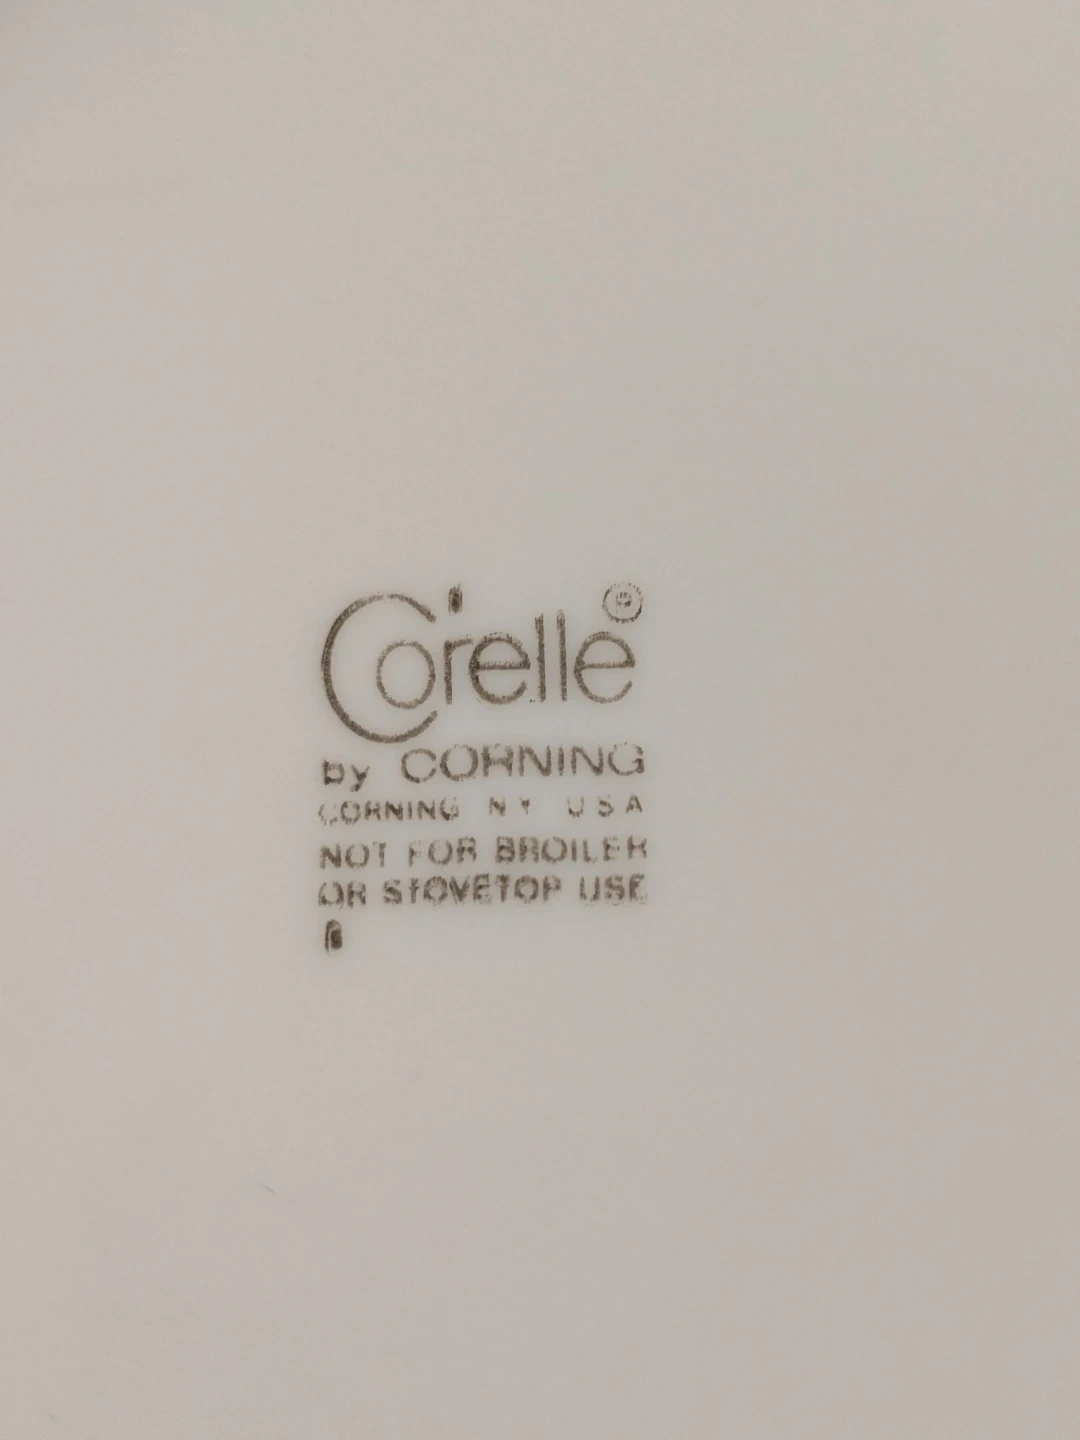 Corelle®
by CORNING
CORNING NY USA
NOT FOR BROILER
OR STOVETOP USE